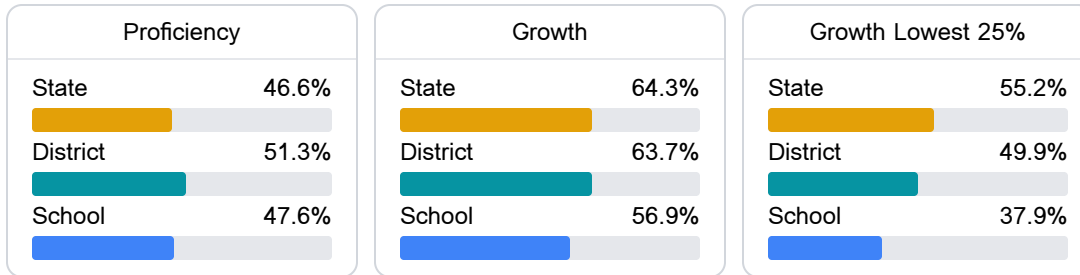 Proficiency
State 46.6%
District 51.3%
School 47.6%
Growth
State 64.3%
District 63.7%
School 56.9%
Growth Lowest 25%
State 55.2%
District 49.9%
School 37.9%